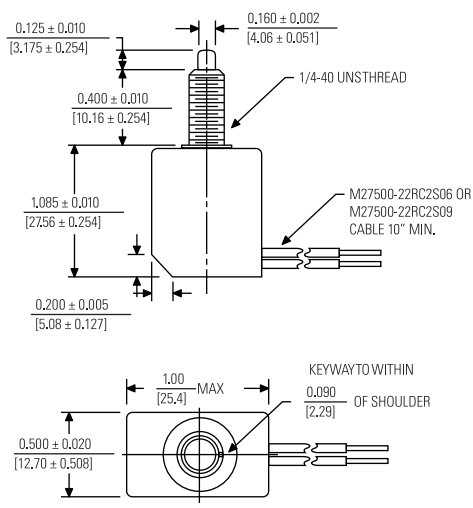 0.125 ± 0.010
[3.175 ± 0.254]
0.160 ± 0.002
[4.06 ± 0.051]
0.400 ± 0.010
[10.16 ± 0.254]
1/4-40 UNSTHREAD
1.085 ± 0.010
[27.56 ± 0.254]
M27500-22RC2S06 OR
M27500-22RC2S09
CABLE 10" MIN.
0.200 ± 0.005
[5.08 ± 0.127]
1.00
[25.4]
MAX
KEYWAYTO WITHIN
0.090
[2.29]
OF SHOULDER
0.500 ± 0.020
[12.70 ± 0.508]